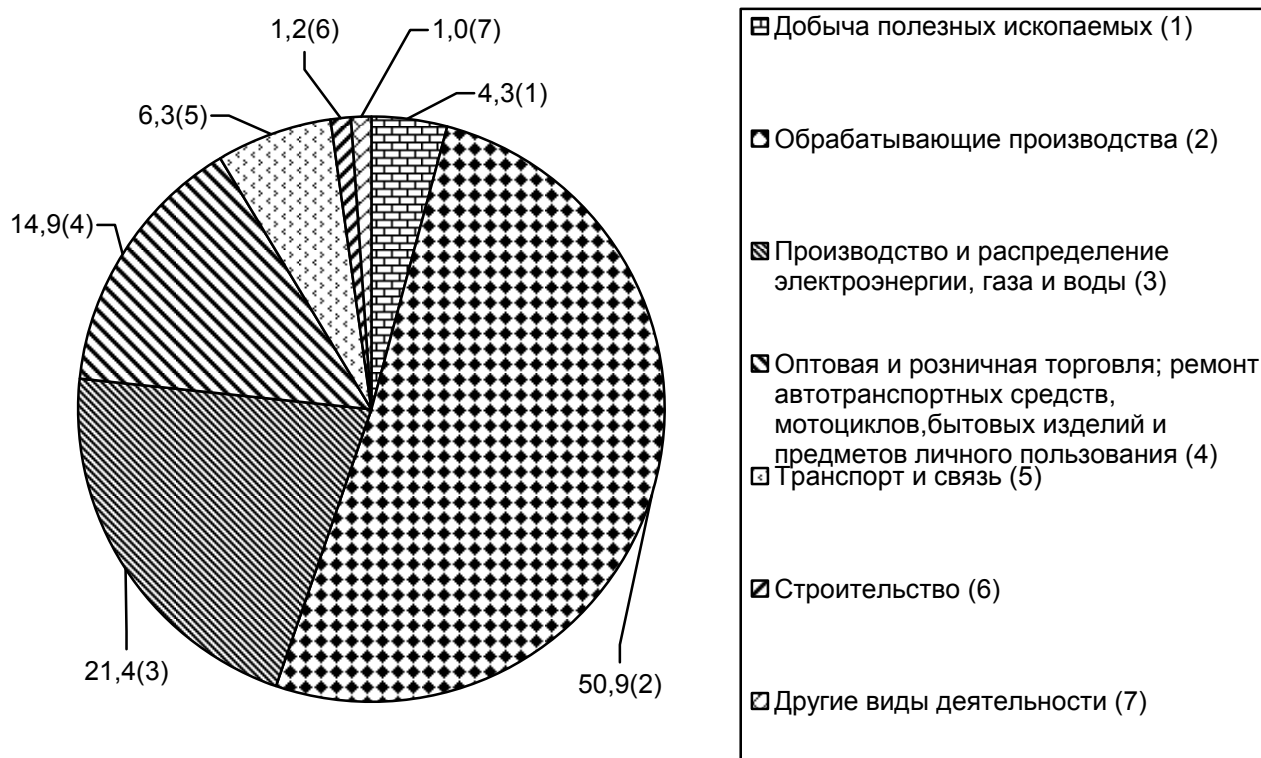 1,2(6)
1,0(7)
4,3(1)
6,3(5)
14,9(4)
21,4(3)
50,9(2)
Добыча полезных ископаемых (1)
Обрабатывающие производства (2)
Производство и распределение
электроэнергии, газа и воды (3)
Оптовая и розничная торговля; ремонт
автотранспортных средств,
мотоциклов,бытовых изделий и
предметов личного пользования (4)
Транспорт и связь (5)
Строительство (6)
Другие виды деятельности (7)